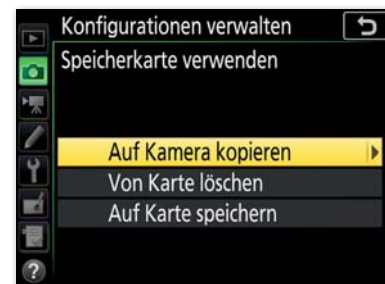 Konfigurationen verwalten
Speicherkarte verwenden
Auf Kamera kopieren
Von Karte löschen
Auf Karte speichern
?